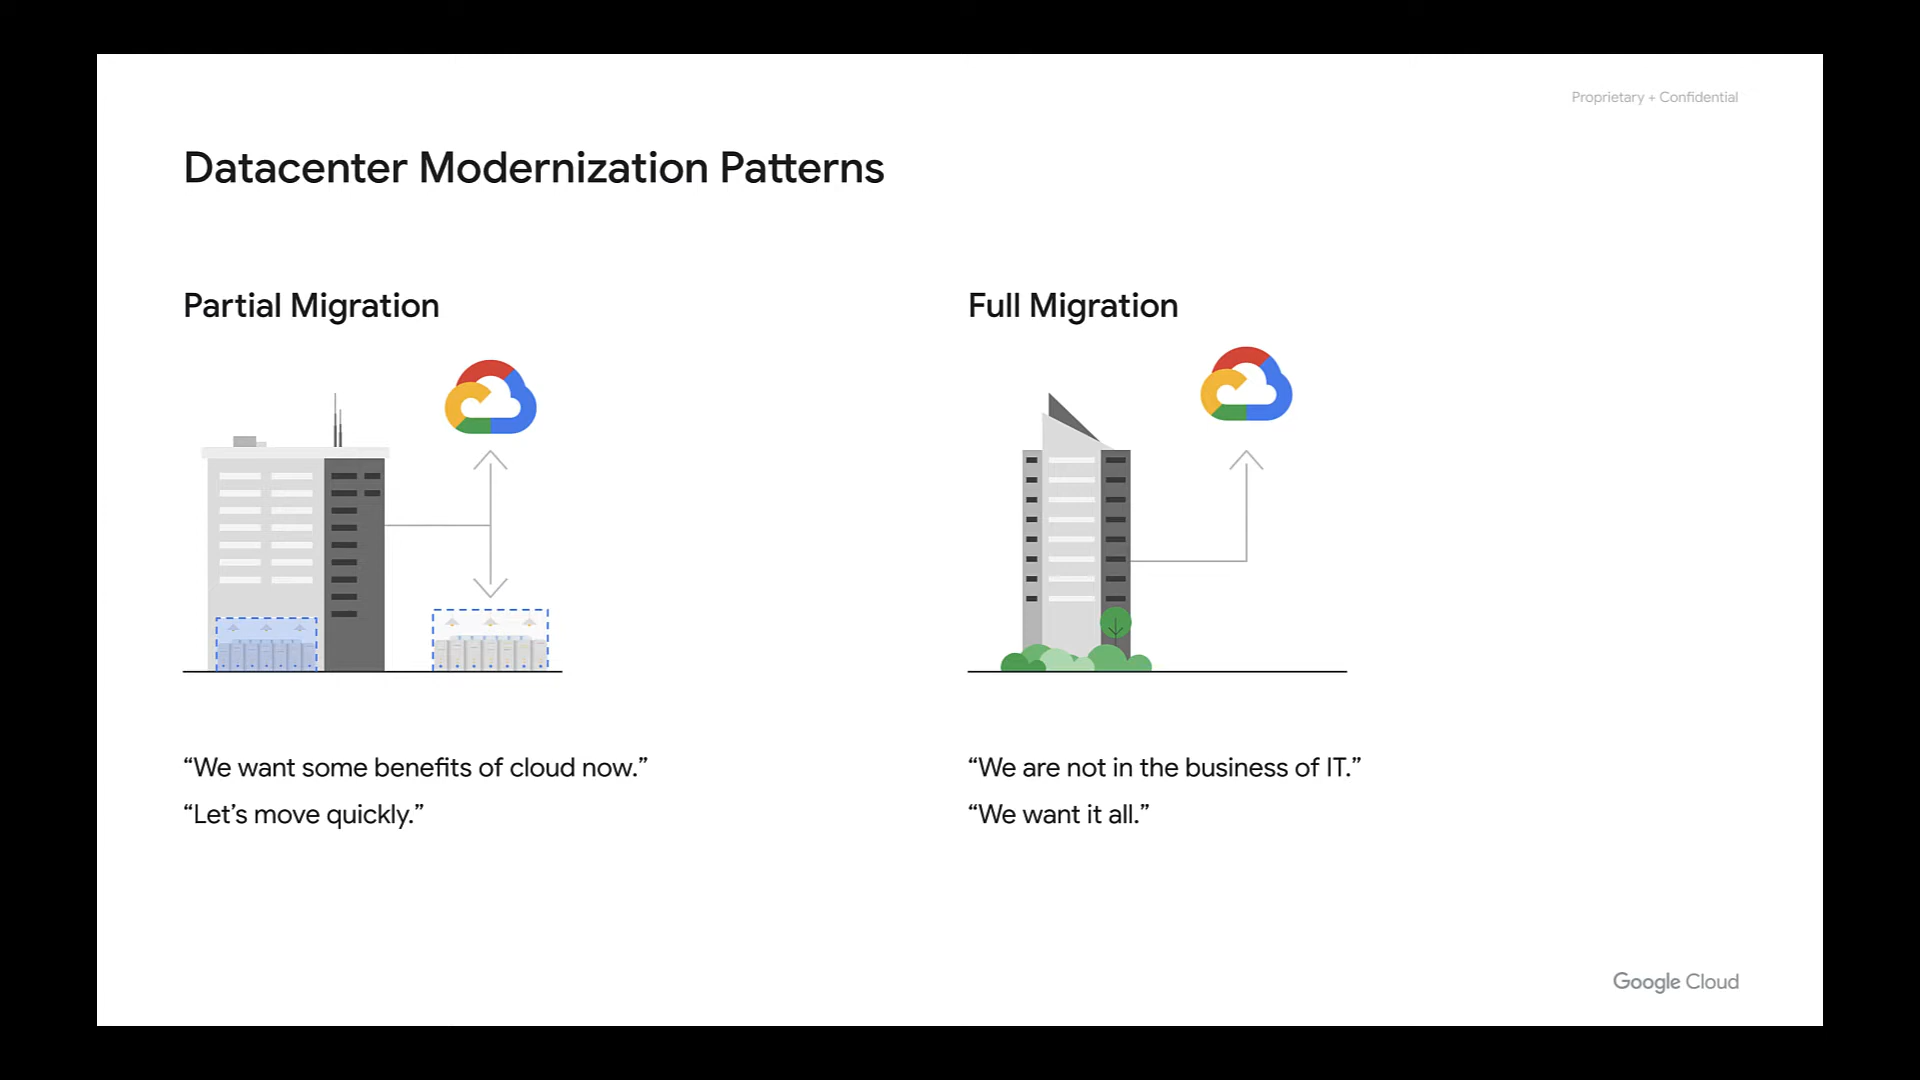 Proprietary + Confidential
Datacenter Modernization Patterns
Partial Migration
Full Migration
“We want some benefits of cloud now.”
“Let’s move quickly.”
“We are not in the business of IT.”
“We want it all.”
Google Cloud